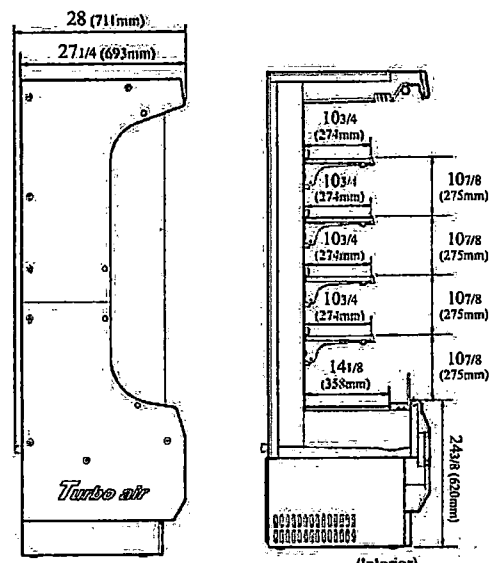 28 (711mm)
27 1/4 (693mm)
Turbo air
10 3/4
(274mm)
10 3/4
(274mm)
10 3/4
(274mm)
10 3/4
(274mm)
14 1/8
(358mm)
10 7/8
(275mm)
10 7/8
(275mm)
10 7/8
(275mm)
10 7/8
(275mm)
24 3/8 (620mm)
(Interior)